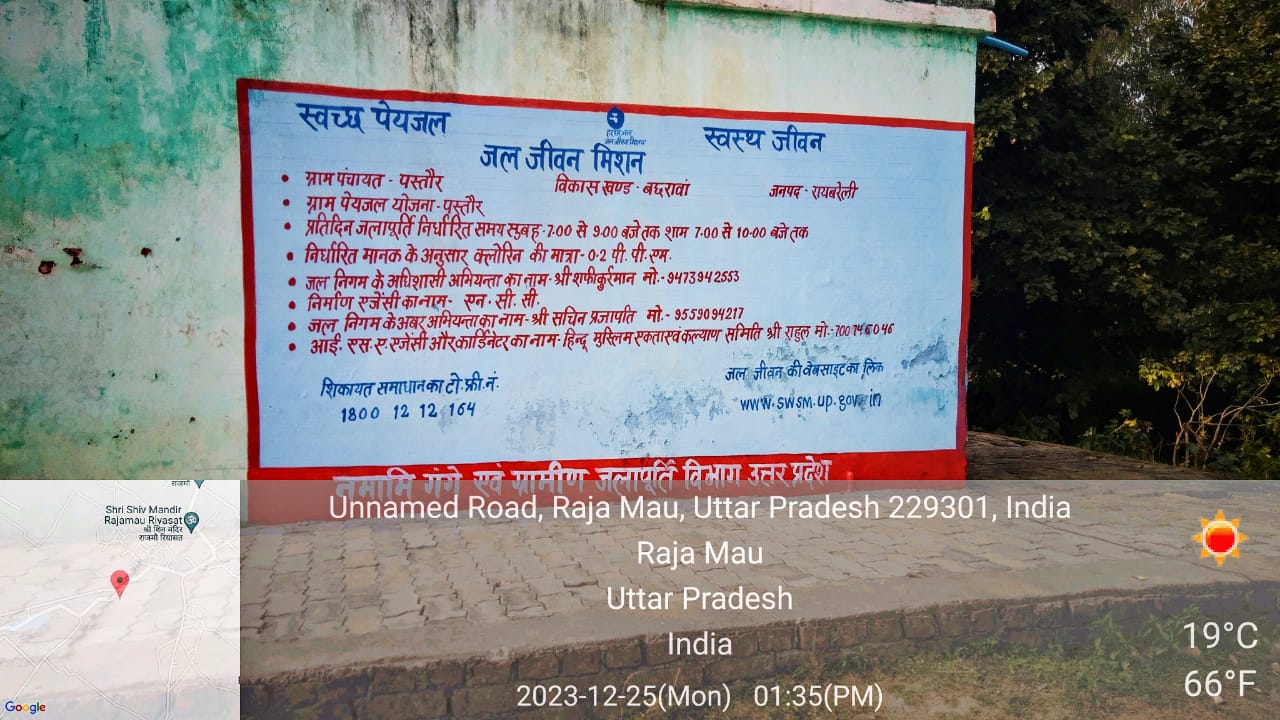 स्वच्छ पेयजल
हर घर जल
जल जीवन मिशन
स्वस्थ जीवन
जल जीवन मिशन
• ग्राम पंचायत - पस्तौर विकास खण्ड - बछरावां जनपद - रायबरेली
• ग्राम पेयजल योजना - पस्तौर
• प्रतिदिन जलापूर्ति निर्धारित समय सुबह - 7.00 से 9.00 बजे तक शाम 7.00 से 10.00 बजे तक
• निर्धारित मानक के अनुसार क्लोरिन की मात्रा - 0.2 पी. पी. एम.
• जल निगम के अधिशासी अभियन्ता का नाम - श्री शफीकुर्रमान मो. - 9473942553
• निर्माण एजेंसी का नाम - एन. सी. सी.
• जल निगम के अवर अभियन्ता का नाम - श्री सचिन प्रजापति मो. - 9559094217
• आई. एस. ए. एजेंसी और कार्डिनेटर का नाम - हिन्दू मुस्लिम एकता एवं कल्याण समिति श्री राहुल मो. -
शिकायत समाधान का टो. फ्री. नं.
1800 12 12 164
जल जीवन की वेबसाइट का लिंक
www.swsm.up.gov.in
नमामि गंगे एवं ग्रामीण जलापूर्ति विभाग उत्तर प्रदेश
राजमौ
Shri Shiv Mandir
Rajamau Riyasat
श्री शिव मंदिर
राजमौ रियासत
Google
Unnamed Road, Raja Mau, Uttar Pradesh 229301, India
Raja Mau
Uttar Pradesh
India
2023-12-25(Mon) 01:35(PM)
19°C
66°F